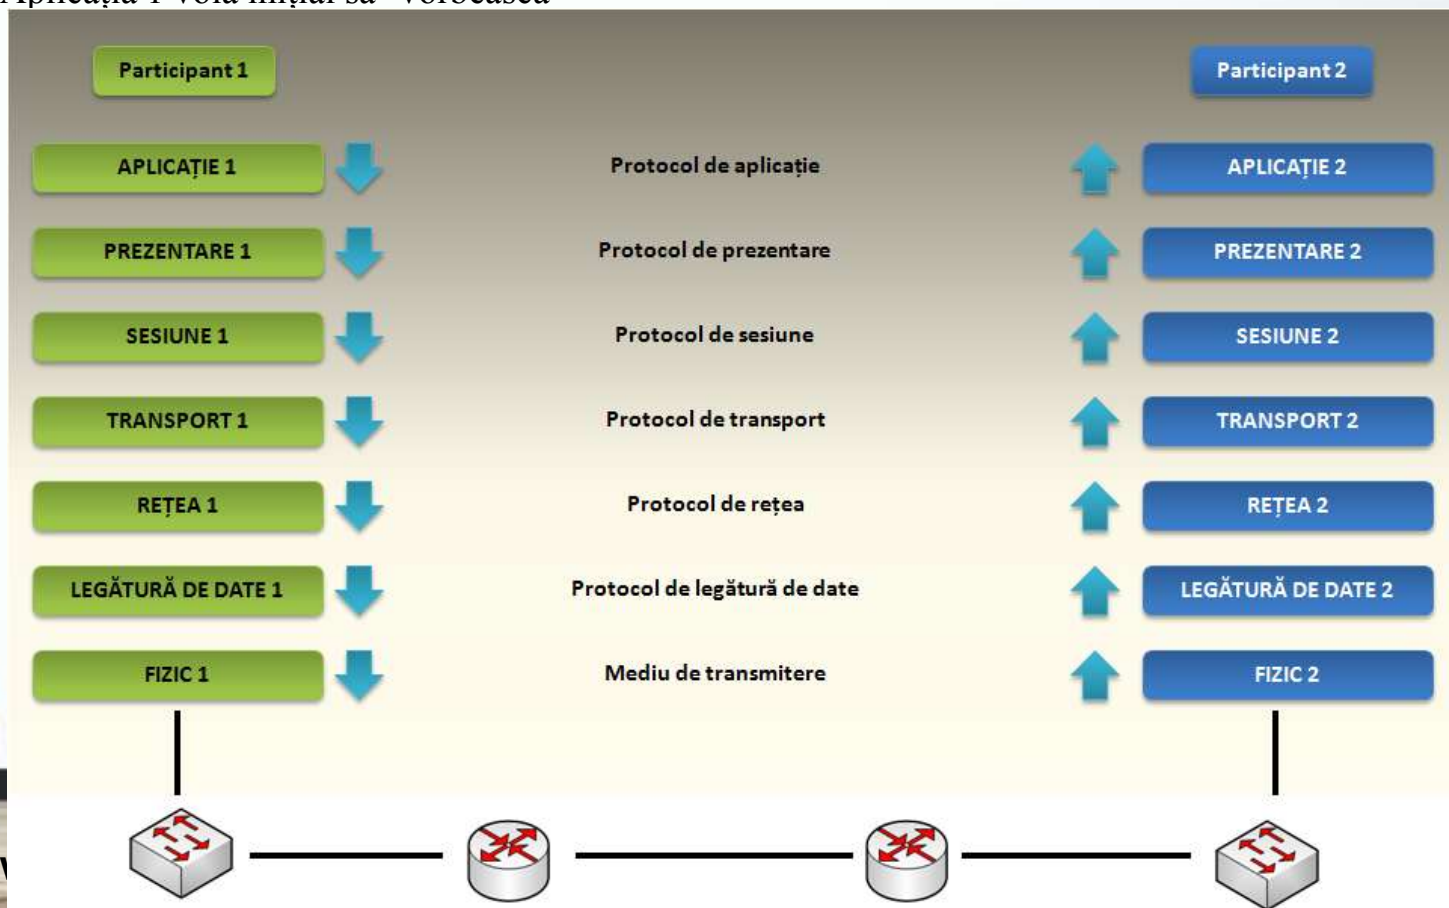 Participant 1
Participant 2
APLICAȚIE 1
Protocol de aplicație
APLICAȚIE 2
PREZENTARE 1
Protocol de prezentare
PREZENTARE 2
SESIUNE 1
Protocol de sesiune
SESIUNE 2
TRANSPORT 1
Protocol de transport
TRANSPORT 2
REȚEA 1
Protocol de rețea
REȚEA 2
LEGĂTURĂ DE DATE 1
Protocol de legătură de date
LEGĂTURĂ DE DATE 2
FIZIC 1
Mediu de transmitere
FIZIC 2